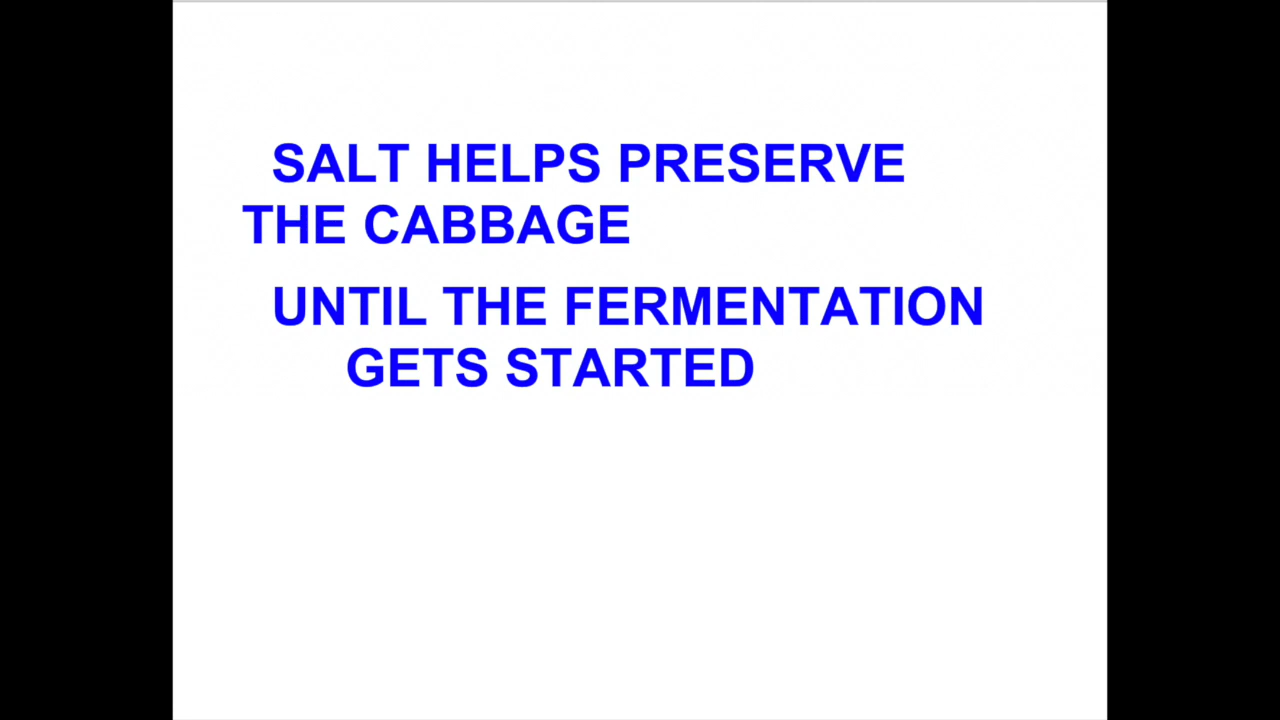 SALT HELPS PRESERVE
THE CABBAGE
UNTIL THE FERMENTATION
GETS STARTED